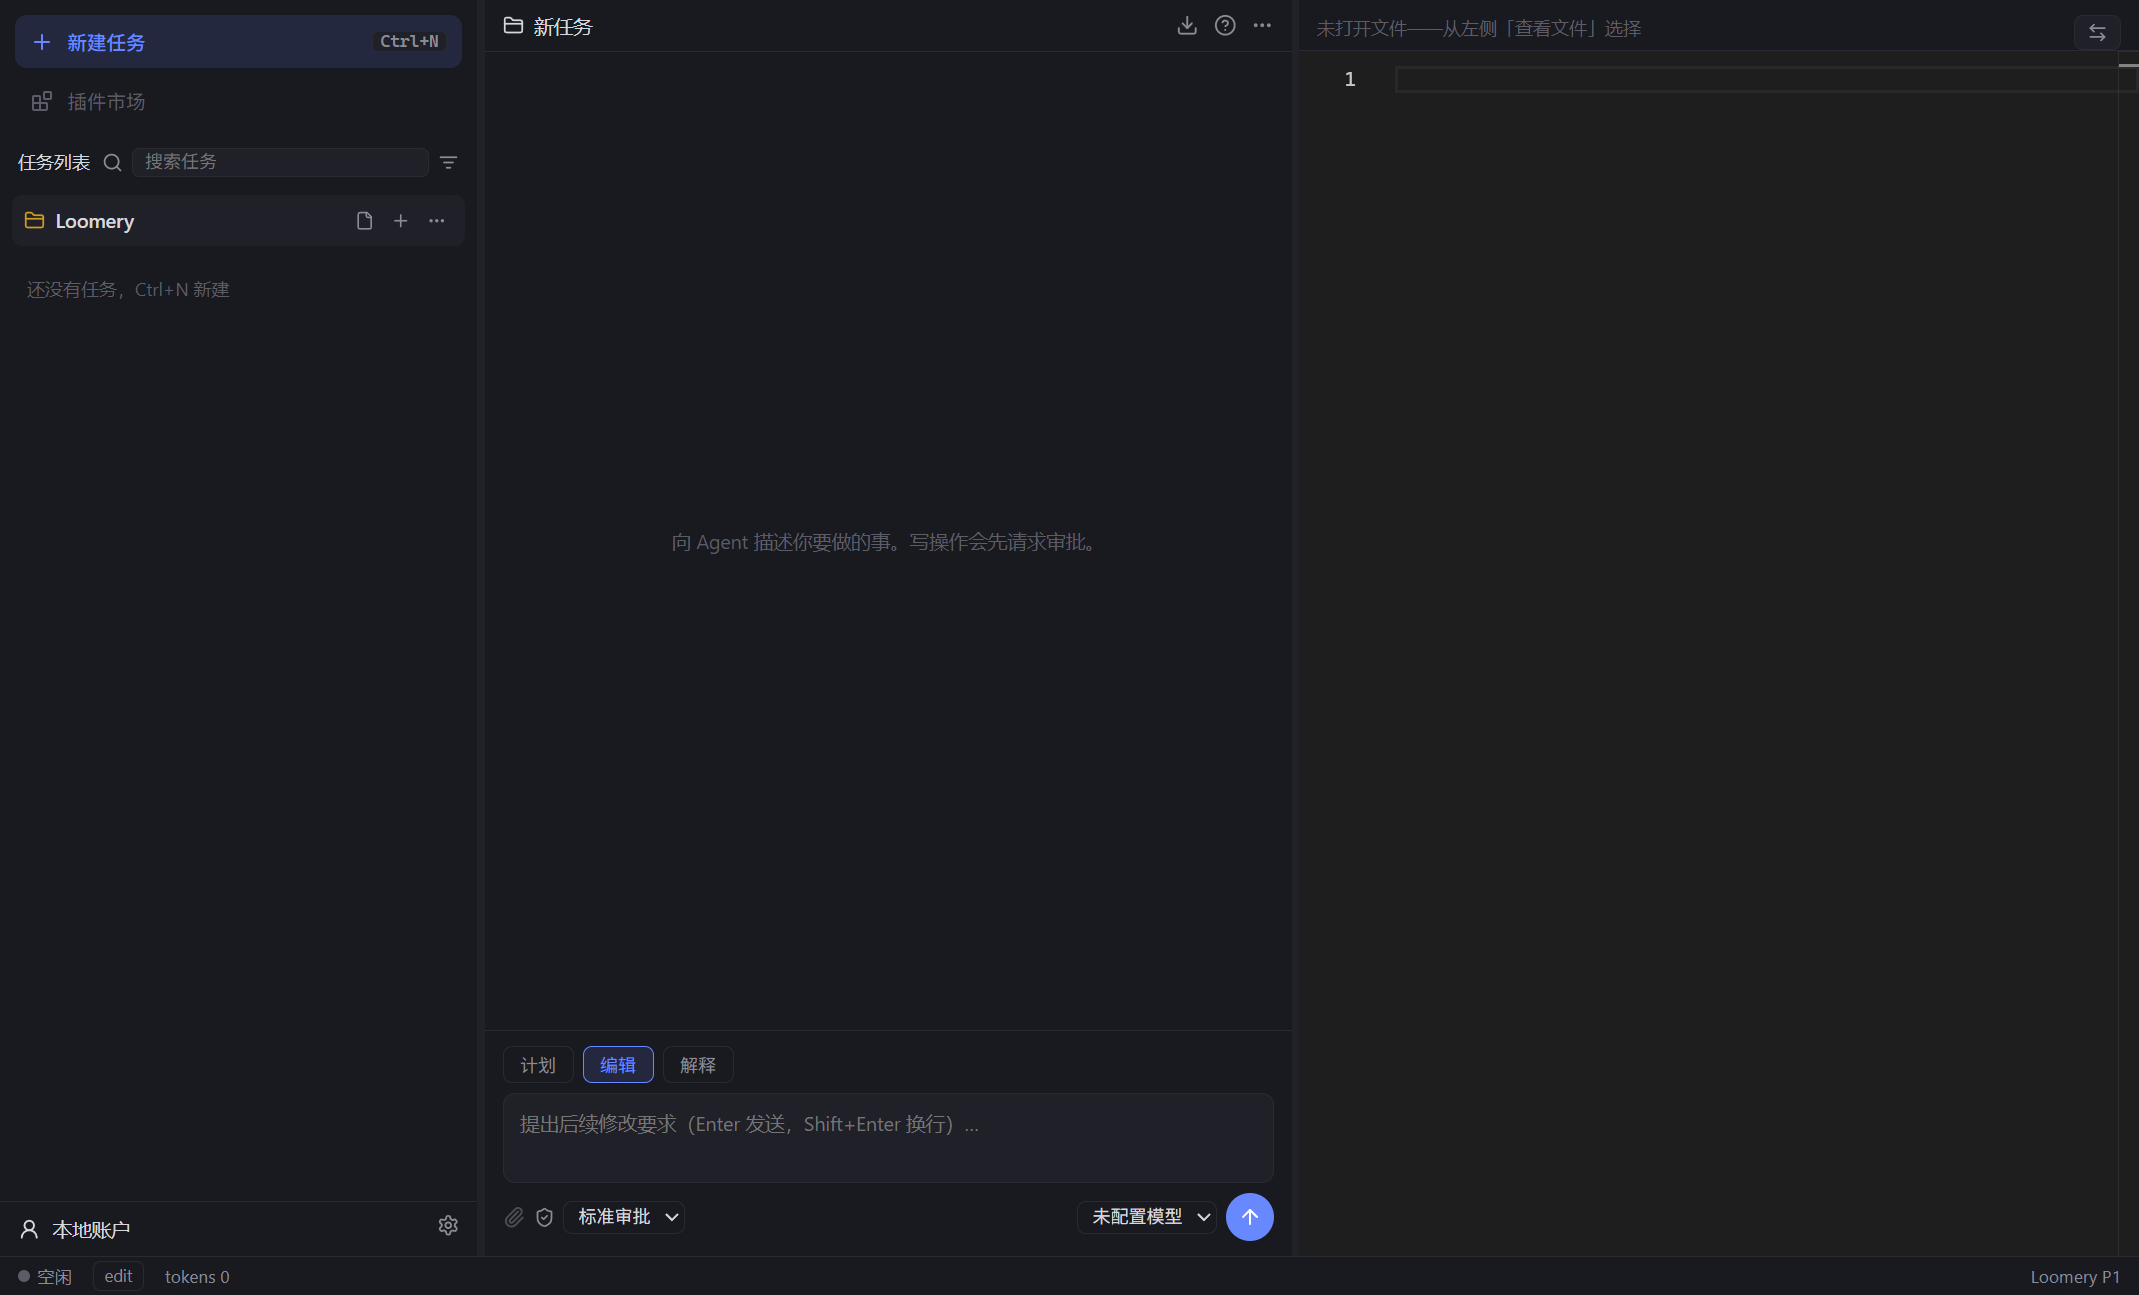 新建任务 Ctrl+N
插件市场
任务列表 搜索任务
Loomery
还没有任务，Ctrl+N 新建
本地账户
新任务
向 Agent 描述你要做的事。写操作会先请求审批。
计划 编辑 解释
提出后续修改要求（Enter 发送，Shift+Enter 换行）...
标准审批 未配置模型
未打开文件——从左侧「查看文件」选择
1
空闲 edit tokens 0
Loomery P1